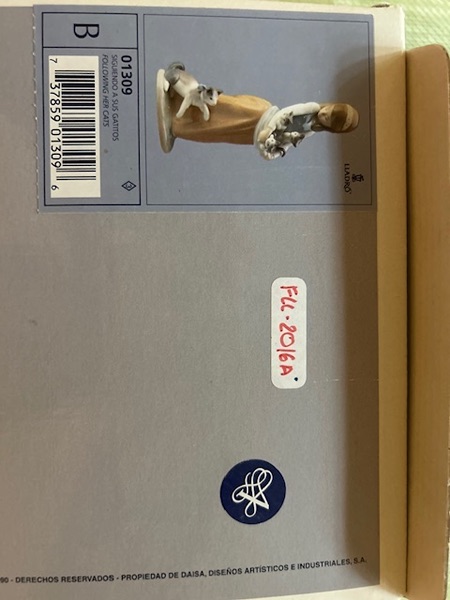 B
01309
SIGUIENDO A SUS GATITOS
FOLLOWING HER CATS
7 37859 01309 6
LLADRÓ
FLL-2016A
90 - DERECHOS RESERVADOS - PROPIEDAD DE DAISA, DISEÑOS ARTÍSTICOS E INDUSTRIALES, S.A.